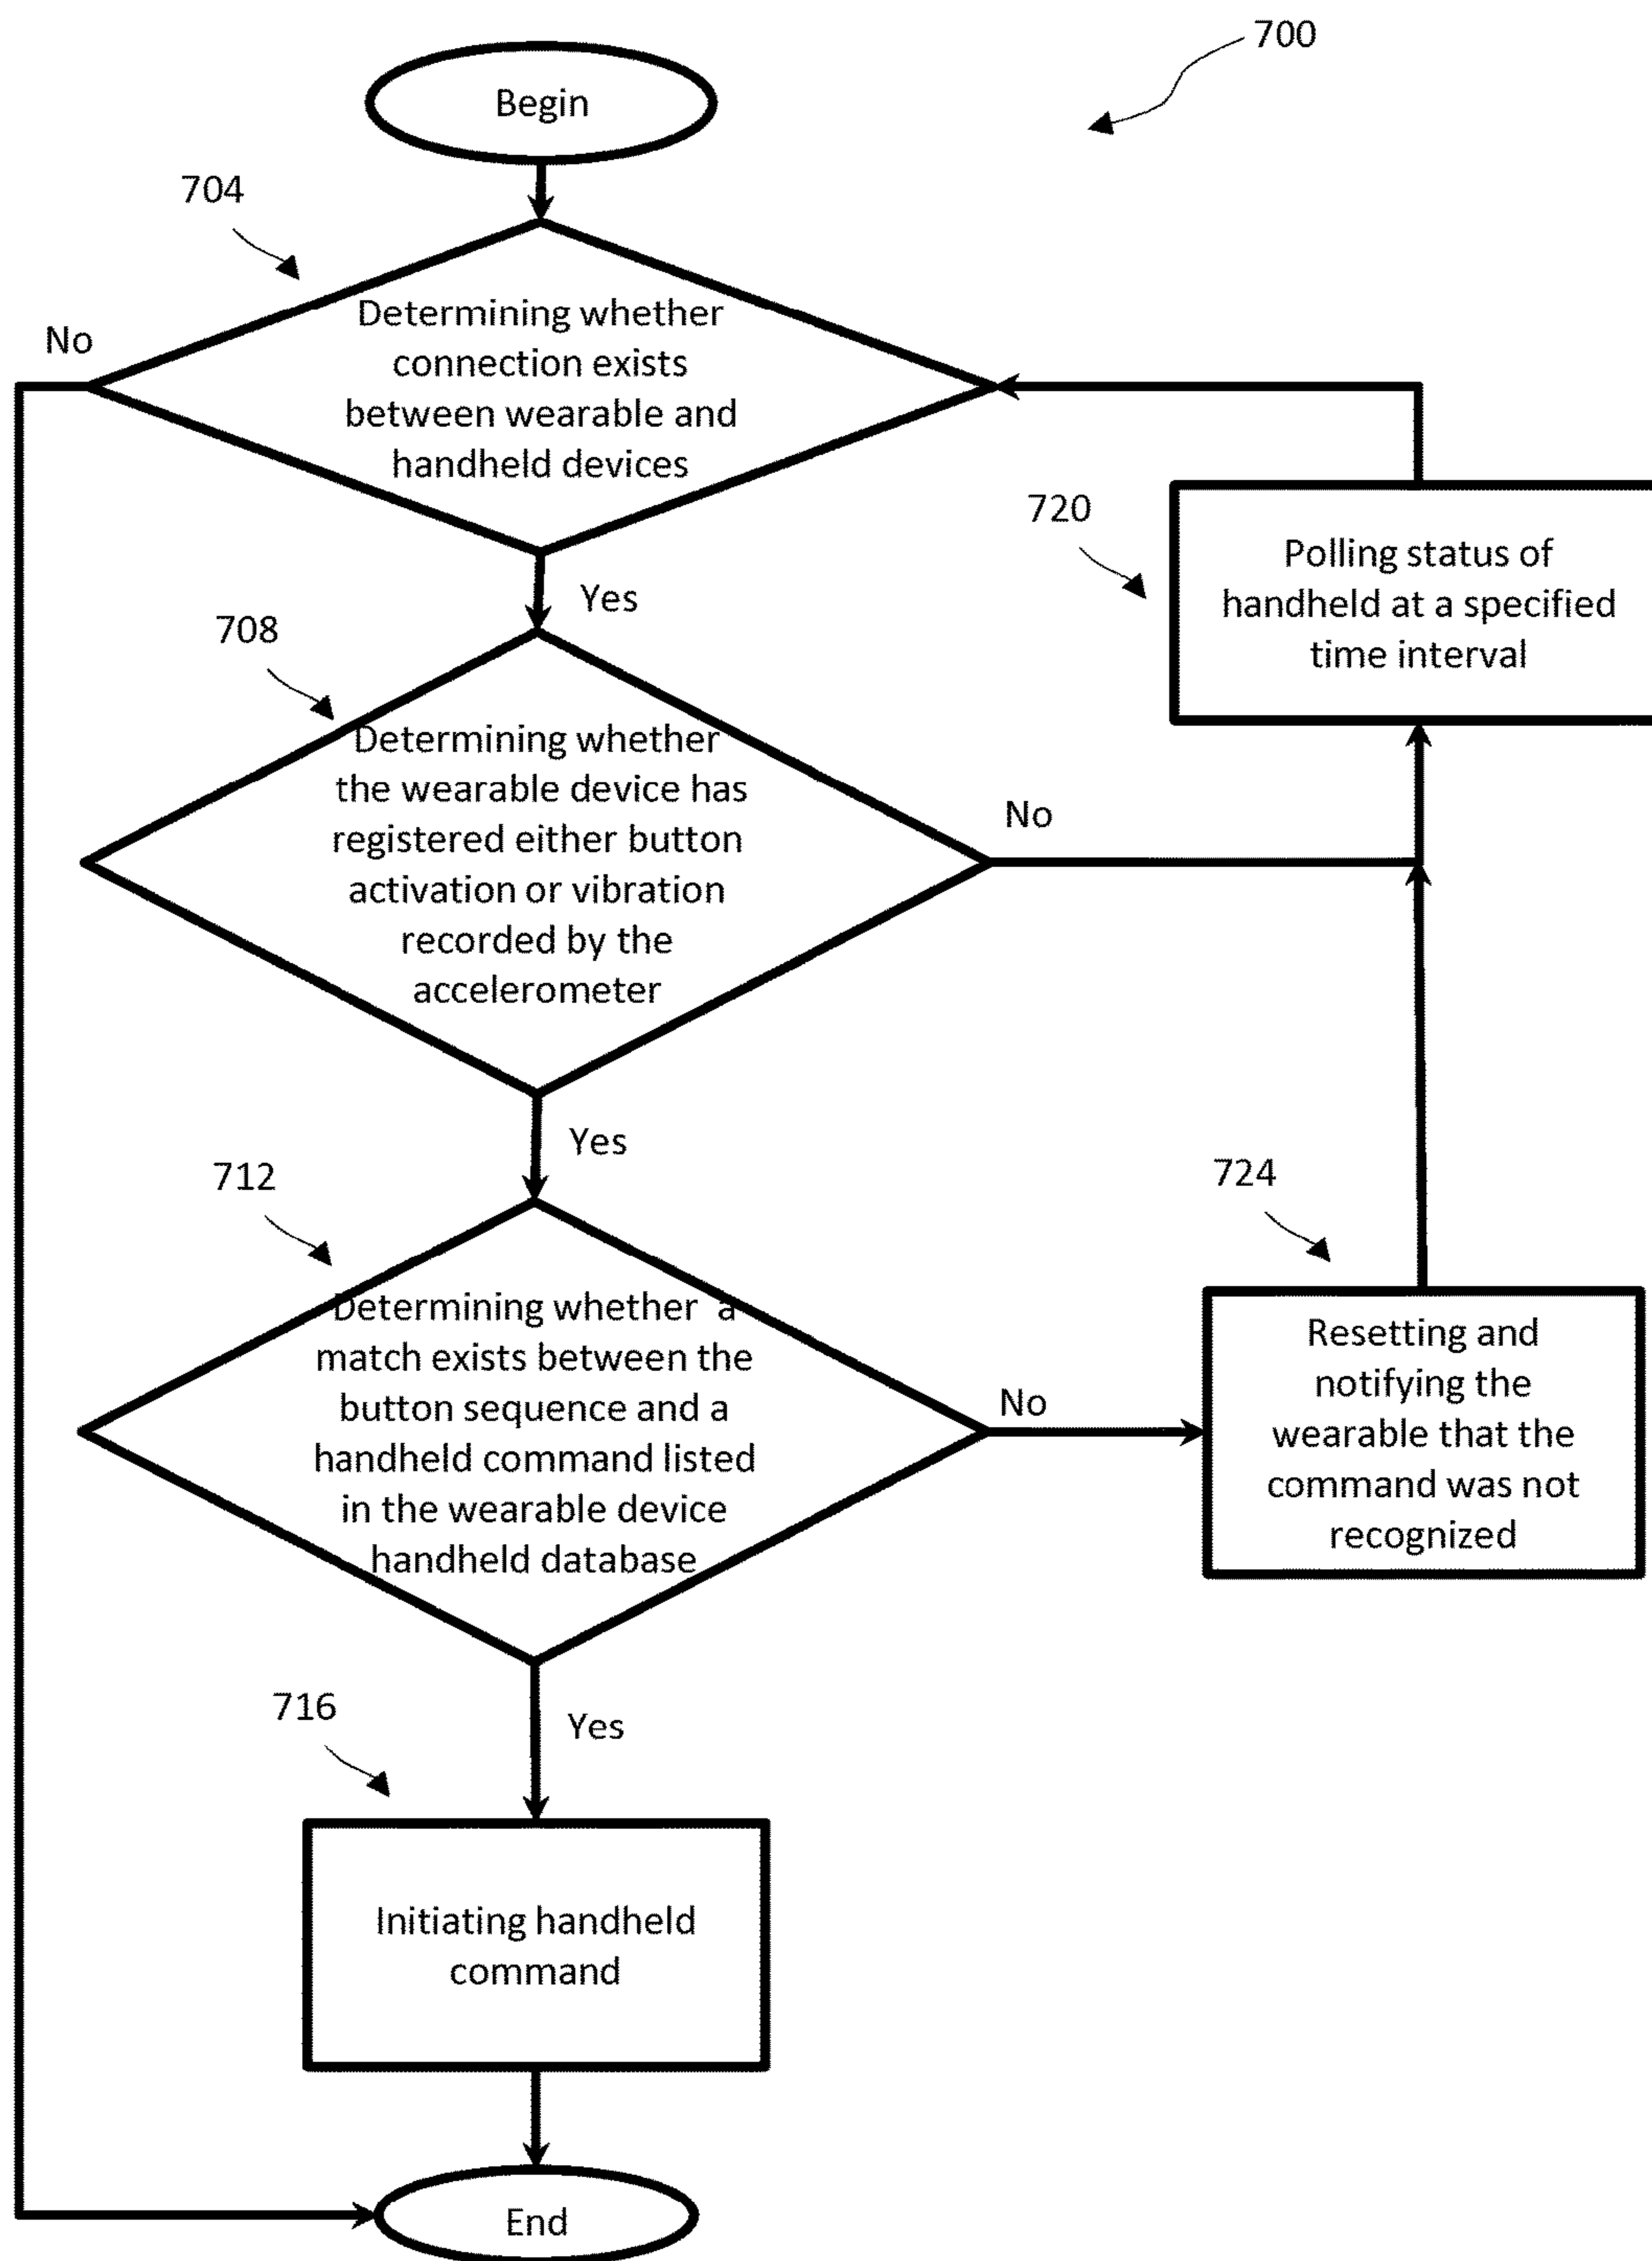 700
Begin
704
Determining whether
connection exists
between wearable and
handheld devices
No
Yes
720
Polling status of
handheld at a specified
time interval
708
Determining whether
the wearable device has
registered either button
activation or vibration
recorded by the
accelerometer
No
Yes
712
Determining whether a
match exists between the
button sequence and a
handheld command listed
in the wearable device
handheld database
No
724
Resetting and
notifying the
wearable that the
command was not
recognized
Yes
716
Initiating handheld
command
End